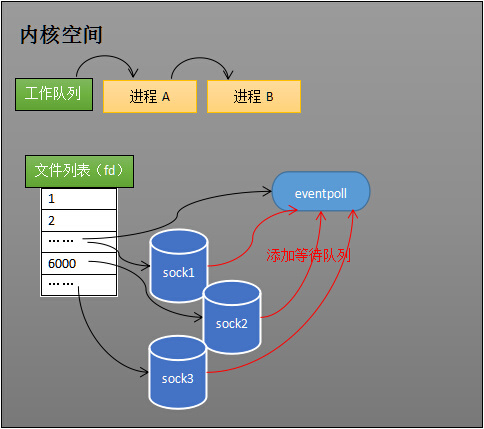 内核空间
工作队列
进程 A
进程 B
文件列表（fd）
1
2
……
6000
……
eventpoll
添加等待队列
sock1
sock2
sock3